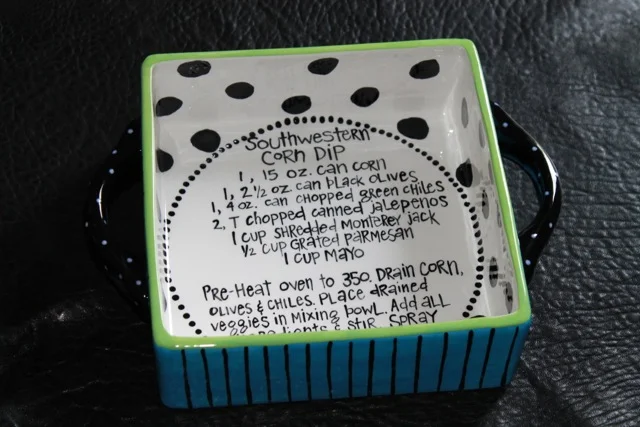 Southwestern
Corn Dip
1, 15 oz. can corn
1, 2 1/2 oz. can black olives
1, 4 oz. can chopped green chiles
2, T chopped canned jalepenos
1 cup shredded Monterey jack
1/2 cup grated parmesan
1 cup mayo
Pre-Heat oven to 350. Drain corn,
olives & chiles. Place drained
veggies in mixing bowl. Add all
& stir. Spray